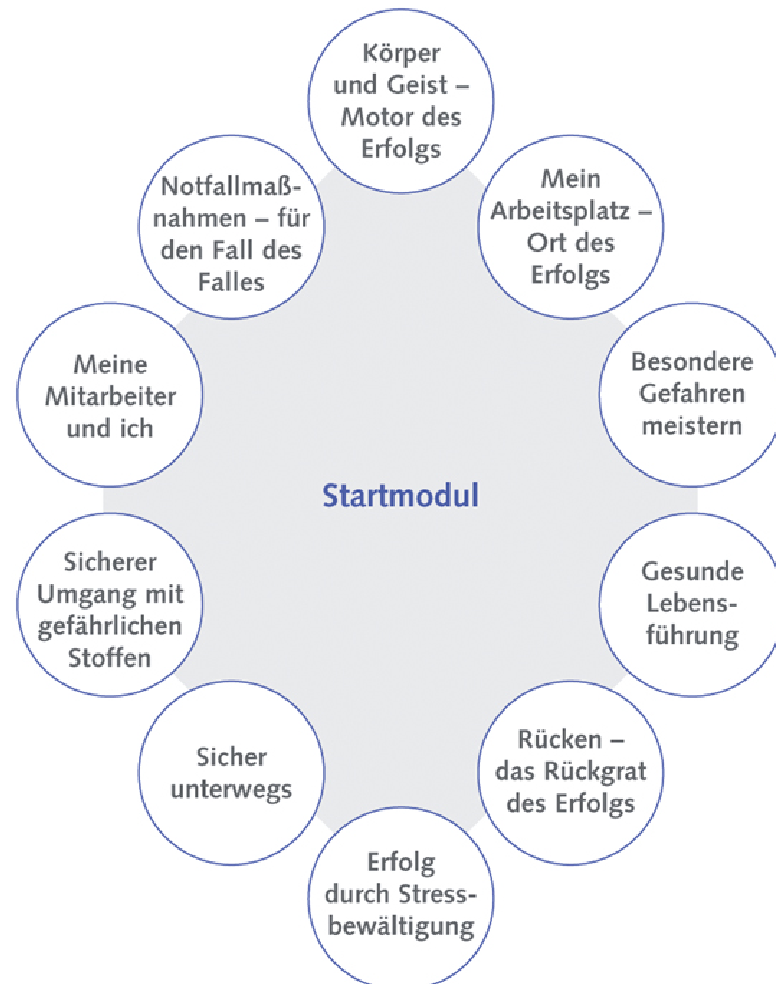 Körper
und Geist –
Motor des
Erfolgs
Mein
Arbeitsplatz –
Ort des
Erfolgs
Besondere
Gefahren
meistern
Gesunde
Lebens-
führung
Rücken –
das Rückgrat
des Erfolgs
Erfolg
durch Stress-
bewältigung
Sicher
unterwegs
Sicherer
Umgang mit
gefährlichen
Stoffen
Meine
Mitarbeiter
und ich
Notfallmaß-
nahmen – für
den Fall des
Falles
Startmodul